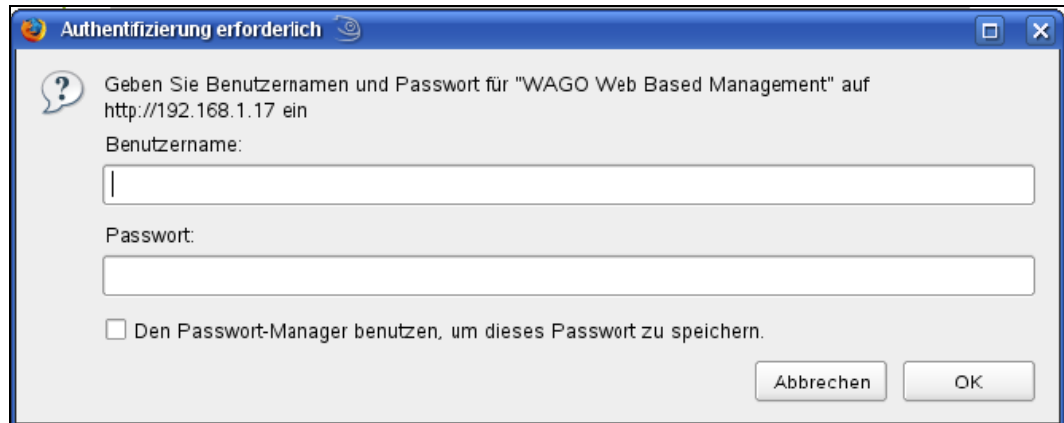 Authentifizierung erforderlich
Geben Sie Benutzernamen und Passwort für "WAGO Web Based Management" auf
http://192.168.1.17 ein
Benutzername:
Passwort:
Den Passwort-Manager benutzen, um dieses Passwort zu speichern.
Abbrechen OK